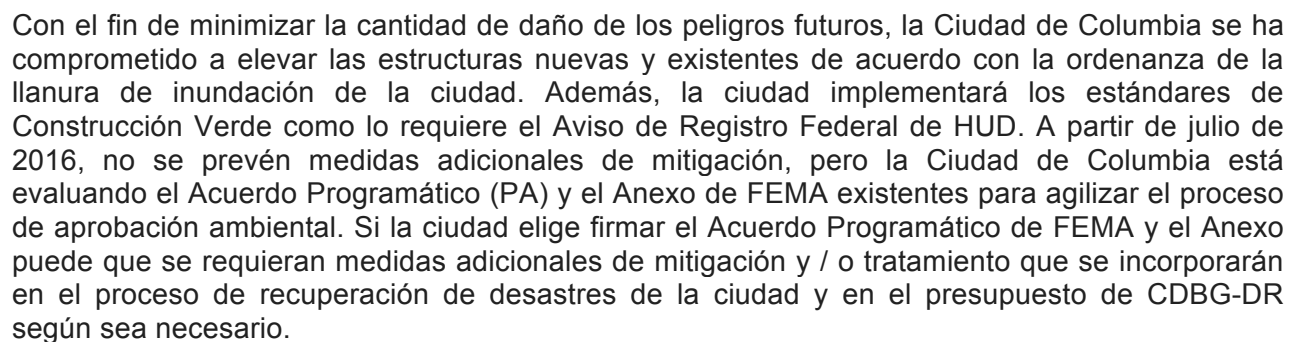 Con el fin de minimizar la cantidad de daño de los peligros futuros, la Ciudad de Columbia se ha
comprometido a elevar las estructuras nuevas y existentes de acuerdo con la ordenanza de la
llanura de inundación de la ciudad. Además, la ciudad implementará los estándares de
Construcción Verde como lo requiere el Aviso de Registro Federal de HUD. A partir de julio de
2016, no se prevén medidas adicionales de mitigación, pero la Ciudad de Columbia está
evaluando el Acuerdo Programático (PA) y el Anexo de FEMA existentes para agilizar el proceso
de aprobación ambiental. Si la ciudad elige firmar el Acuerdo Programático de FEMA y el Anexo
puede que se requieran medidas adicionales de mitigación y / o tratamiento que se incorporarán
en el proceso de recuperación de desastres de la ciudad y en el presupuesto de CDBG-DR
según sea necesario.